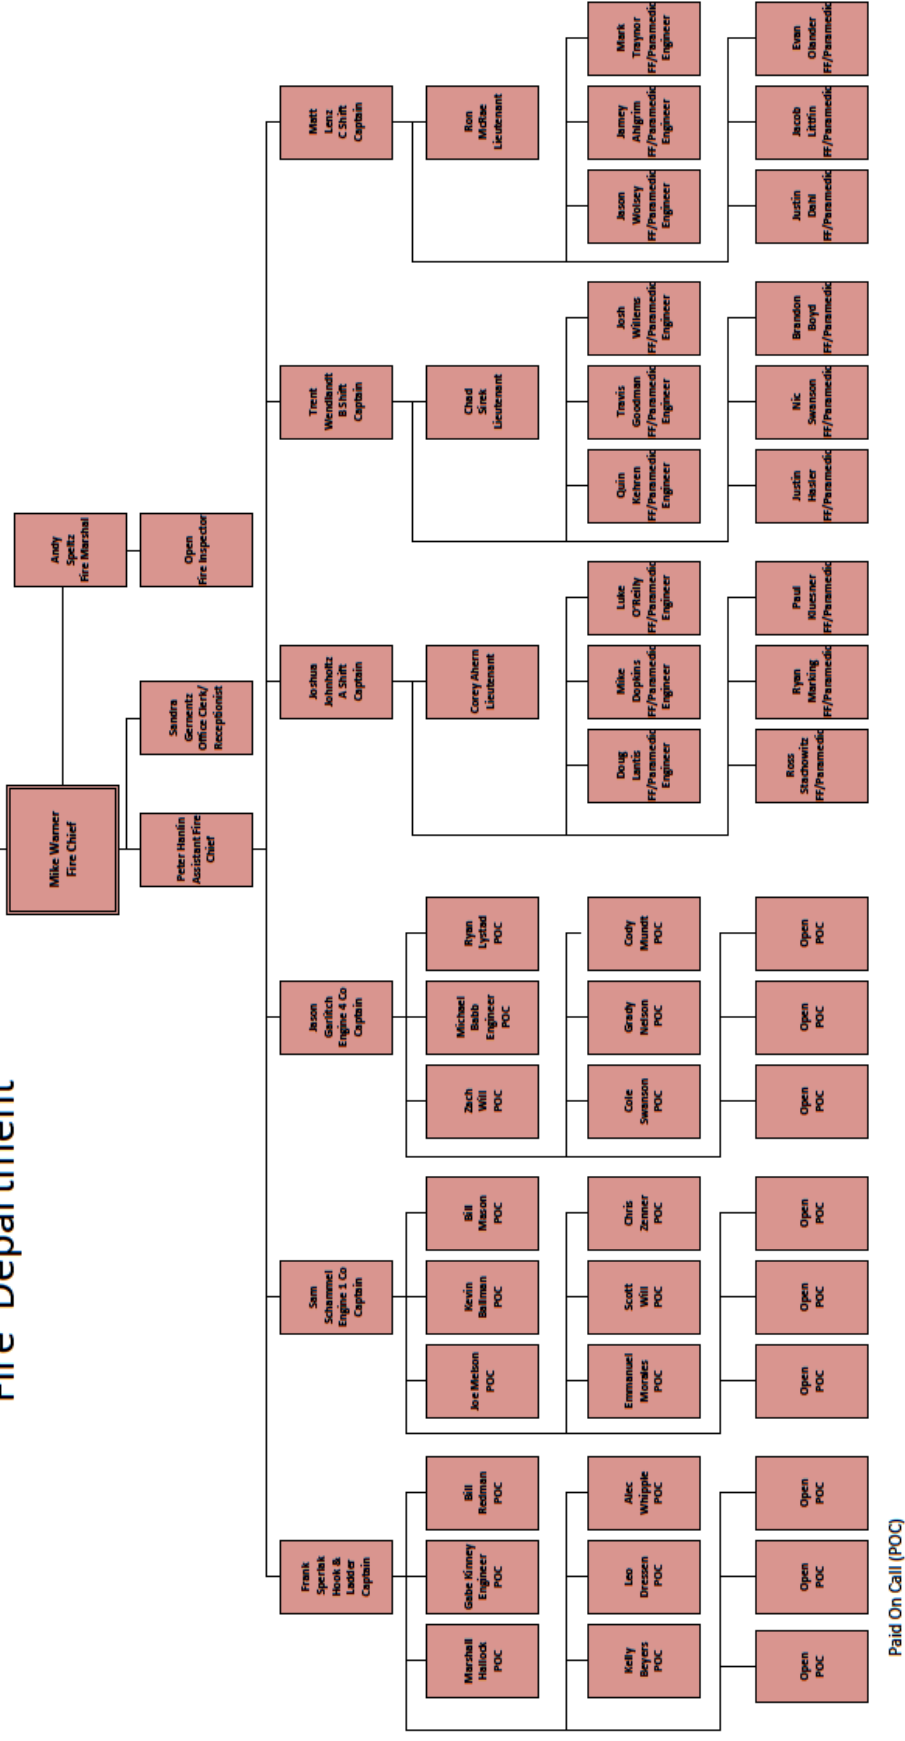 Fire Department
Mike Warner
Fire Chief
Andy
Speltz
Fire Marshal
Open
Fire Inspector
Sandra
Gernentz
Office Clerk/
Receptionist
Peter Hanlin
Assistant Fire
Chief
Frank
Sperlak
Hook &
Ladder
Captain
Sam
Schammel
Engine 1 Co
Captain
Jason
Garlitch
Engine 4 Co
Captain
Joshua
Johnholtz
A Shift
Captain
Trent
Wendlandt
B Shift
Captain
Matt
Lenz
C Shift
Captain
Marshall
Hallock
POC
Gabe Kinney
Engineer
POC
Bill
Redman
POC
Joe Melson
POC
Kevin
Ballman
POC
Bill
Mason
POC
Zach
Will
POC
Michael
Babb
Engineer
POC
Ryan
Lystad
POC
Corey Ahern
Lieutenant
Chad
Sirek
Lieutenant
Ron
McRae
Lieutenant
Kelly
Beyers
POC
Leo
Dressen
POC
Alec
Whipple
POC
Emmanuel
Morales
POC
Scott
Will
POC
Chris
Zenner
POC
Cole
Swanson
POC
Grady
Nelson
POC
Cody
Mundt
POC
Doug
Lantis
FF/Paramedic
Engineer
Mike
Dopkins
FF/Paramedic
Engineer
Luke
O'Reilly
FF/Paramedic
Engineer
Quin
Kehren
FF/Paramedic
Engineer
Travis
Goodman
FF/Paramedic
Engineer
Josh
Willems
FF/Paramedic
Engineer
Jason
Wolsey
FF/Paramedic
Engineer
Jamey
Ahlgrim
FF/Paramedic
Engineer
Mark
Traynor
FF/Paramedic
Engineer
Open
POC
Open
POC
Open
POC
Open
POC
Open
POC
Open
POC
Open
POC
Open
POC
Open
POC
Ross
Stachowitz
FF/Paramedic
Ryan
Marking
FF/Paramedic
Paul
Kluesner
FF/Paramedic
Justin
Hasler
FF/Paramedic
Nic
Swanson
FF/Paramedic
Brandon
Boyd
FF/Paramedic
Justin
Dahl
FF/Paramedic
Jacob
Littfin
FF/Paramedic
Evan
Olander
FF/Paramedic
Paid On Call (POC)